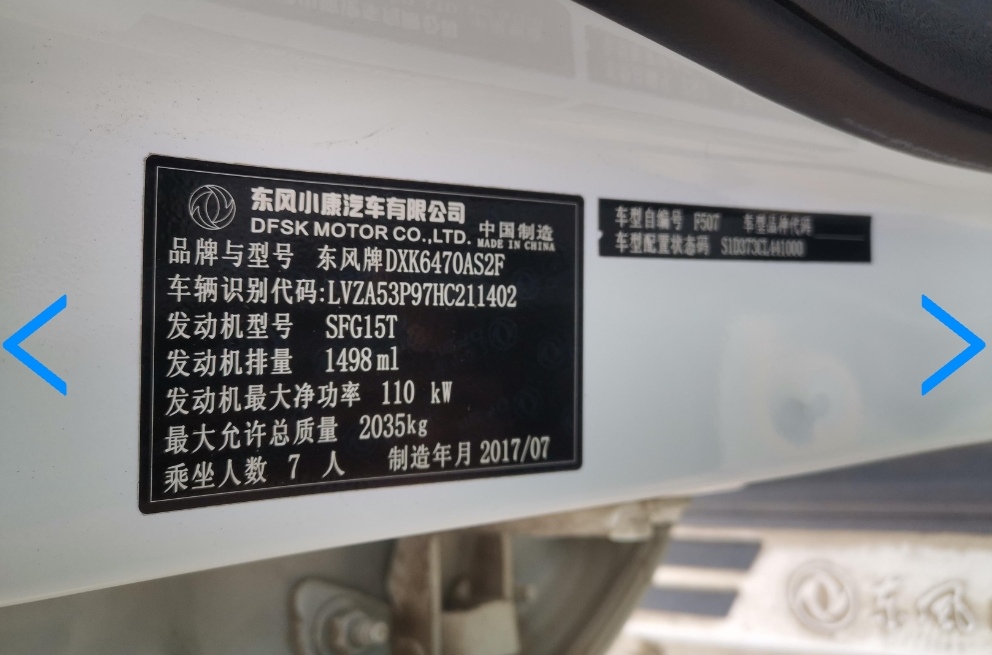 东风小康汽车有限公司
DFSK MOTOR CO.,LTD. 中国制造
MADE IN CHINA
品牌与型号 东风牌DXK6470AS2F
车辆识别代码:LVZA53P97HC211402
发动机型号 SFG15T
发动机排量 1498ml
发动机最大净功率 110 kW
最大允许总质量 2035kg
乘坐人数 7 人 制造年月 2017/07
车型自编号 F507 车型品种代码
车型配置状态码
东风